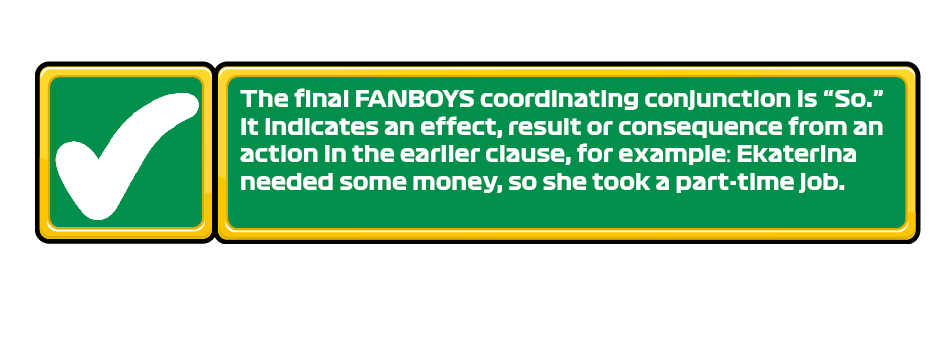 The final FANBOYS coordinating conjunction is “So.”
It indicates an effect, result or consequence from an
action in the earlier clause, for example: Ekaterina
needed some money, so she took a part-time job.